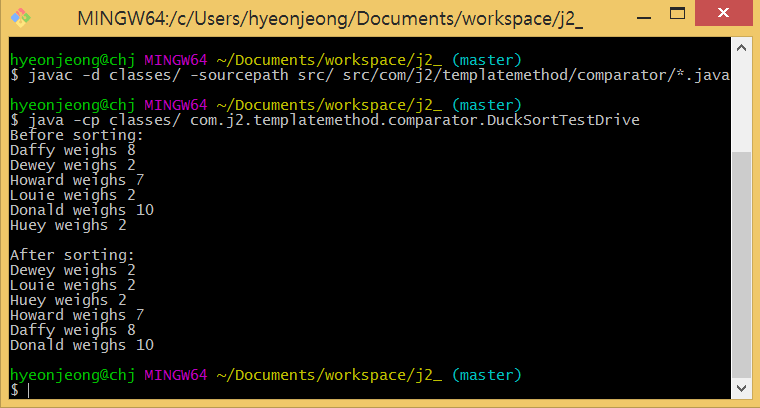 MINGW64:/c/Users/hyeonjeong/Documents/workspace/j2_
hyeonjeong@chj MINGW64 ~/Documents/workspace/j2_ (master)
$ javac -d classes/ -sourcepath src/ src/com/j2/templatemethod/comparator/*.java
hyeonjeong@chj MINGW64 ~/Documents/workspace/j2_ (master)
$ java -cp classes/ com.j2.templatemethod.comparator.DuckSortTestDrive
Before sorting:
Daffy weighs 8
Dewey weighs 2
Howard weighs 7
Louie weighs 2
Donald weighs 10
Huey weighs 2
After sorting:
Dewey weighs 2
Louie weighs 2
Huey weighs 2
Howard weighs 7
Daffy weighs 8
Donald weighs 10
hyeonjeong@chj MINGW64 ~/Documents/workspace/j2_ (master)
$